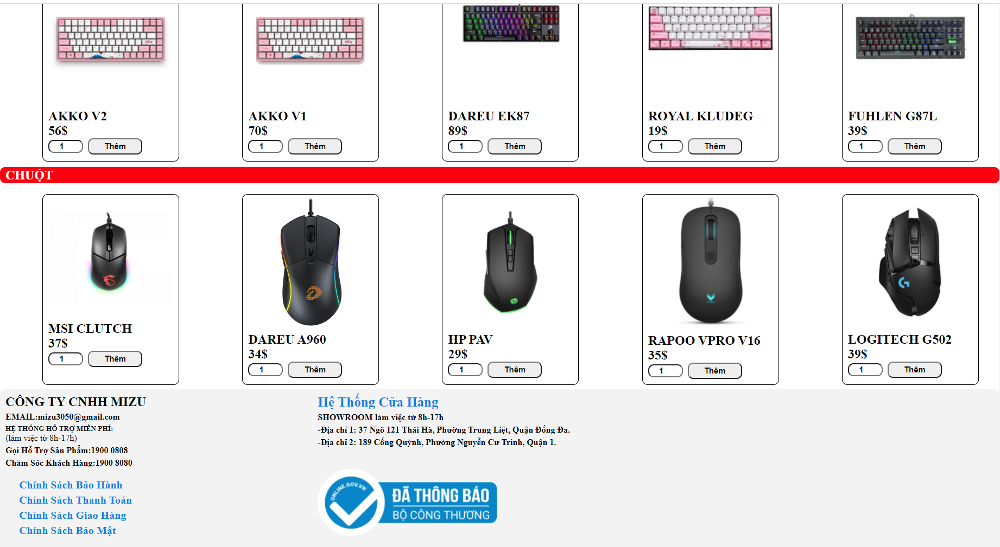 AKKO V2
56$
1 Thêm
AKKO V1
70$
1 Thêm
DAREU EK87
89$
1 Thêm
ROYAL KLUDEG
19$
1 Thêm
FUHLEN G87L
39$
1 Thêm
CHUỘT
MSI CLUTCH
37$
1 Thêm
DAREU A960
34$
1 Thêm
HP PAV
29$
1 Thêm
RAPOO VPRO V16
35$
1 Thêm
LOGITECH G502
39$
1 Thêm
CÔNG TY CNHH MIZU
EMAIL:mizu3050@gmail.com
HỆ THỐNG HỖ TRỢ MIỄN PHÍ:
(làm việc từ 8h-17h)
Gọi Hỗ Trợ Sản Phẩm:1900 0808
Chăm Sóc Khách Hàng:1900 8080
Chính Sách Bảo Hành
Chính Sách Thanh Toán
Chính Sách Giao Hàng
Chính Sách Bảo Mật
Hệ Thống Cửa Hàng
SHOWROOM làm việc từ 8h-17h
-Địa chỉ 1: 37 Ngõ 121 Thái Hà, Phường Trung Liệt, Quận Đống Đa.
-Địa chỉ 2: 189 Cống Quỳnh, Phường Nguyễn Cư Trinh, Quận 1.
ONLINE.GOV.VN
ĐÃ THÔNG BÁO
BỘ CÔNG THƯƠNG